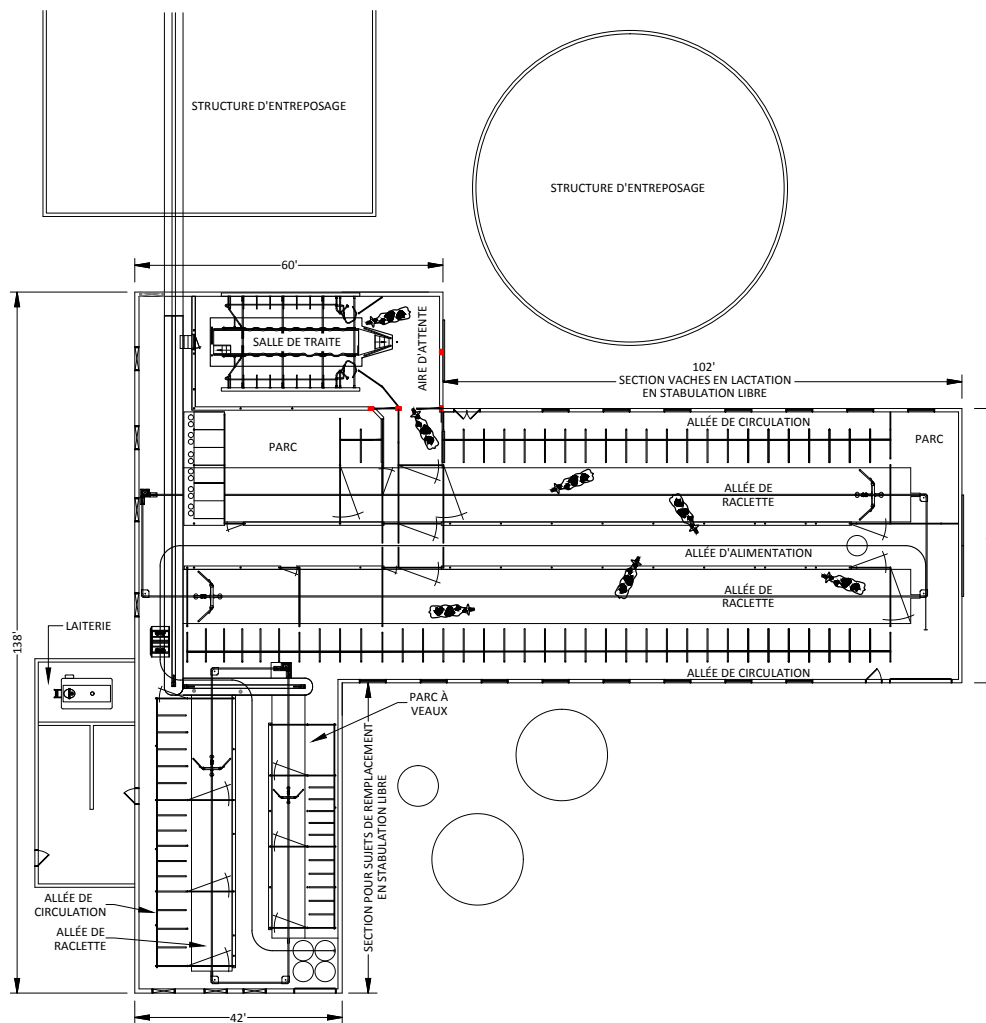 STRUCTURE D'ENTREPOSAGE
STRUCTURE D'ENTREPOSAGE
60'
SALLE DE TRAITE
AIRE D'ATTENTE
102'
SECTION VACHES EN LACTATION
EN STABULATION LIBRE
ALLÉE DE CIRCULATION
PARC
PARC
ALLÉE DE
RACLETTE
ALLÉE D'ALIMENTATION
ALLÉE DE
RACLETTE
138'
LAITERIE
ALLÉE DE CIRCULATION
PARC À
VEAUX
SECTION POUR SUJETS DE REMPLACEMENT
EN STABULATION LIBRE
ALLÉE DE
CIRCULATION
ALLÉE DE
RACLETTE
42'